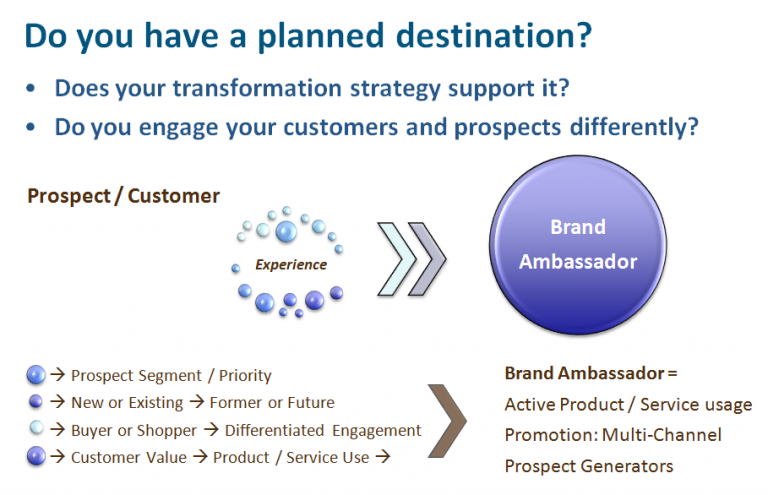 Do you have a planned destination?
• Does your transformation strategy support it?
• Do you engage your customers and prospects differently?
Prospect / Customer
Experience
Brand
Ambassador
→ Prospect Segment / Priority
→ New or Existing → Former or Future
→ Buyer or Shopper → Differentiated Engagement
→ Customer Value → Product / Service Use →
Brand Ambassador =
Active Product / Service usage
Promotion: Multi-Channel
Prospect Generators